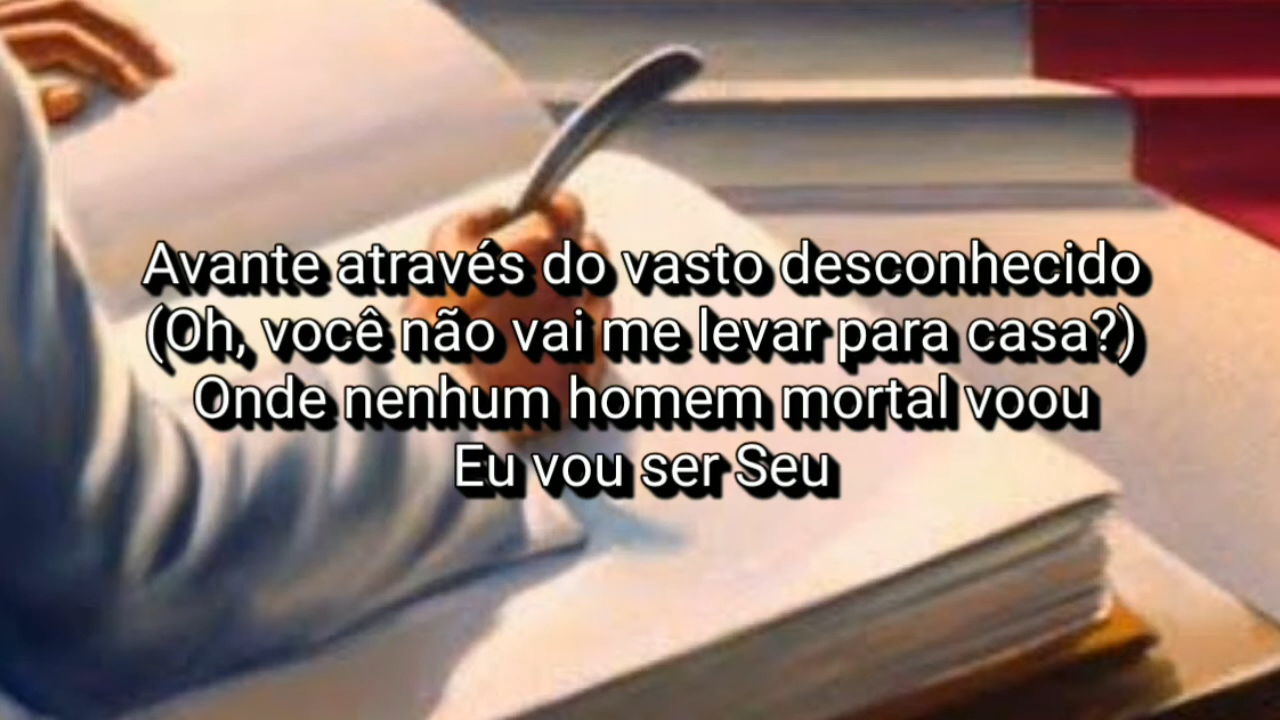 Avante através do vasto desconhecido
(Oh, você não vai me levar para casa?)
Onde nenhum homem mortal voou
Eu vou ser Seu